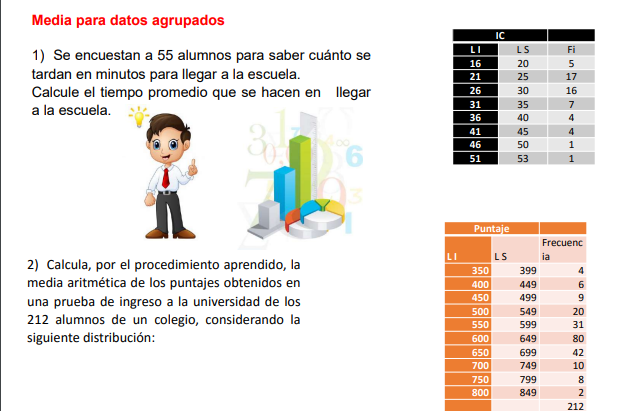 Media para datos agrupados
1) Se encuestan a 55 alumnos para saber cuánto se
tardan en minutos para llegar a la escuela.
Calcule el tiempo promedio que se hacen en llegar
a la escuela.
IC
L I L S Fi
16 20 5
21 25 17
26 30 16
31 35 7
36 40 4
41 45 4
46 50 1
51 53 1
2) Calcula, por el procedimiento aprendido, la
media aritmética de los puntajes obtenidos en
una prueba de ingreso a la universidad de los
212 alumnos de un colegio, considerando la
siguiente distribución:
Puntaje
L I L S Frecuenc
ia
350 399 4
400 449 6
450 499 9
500 549 20
550 599 31
600 649 80
650 699 42
700 749 10
750 799 8
800 849 2
212